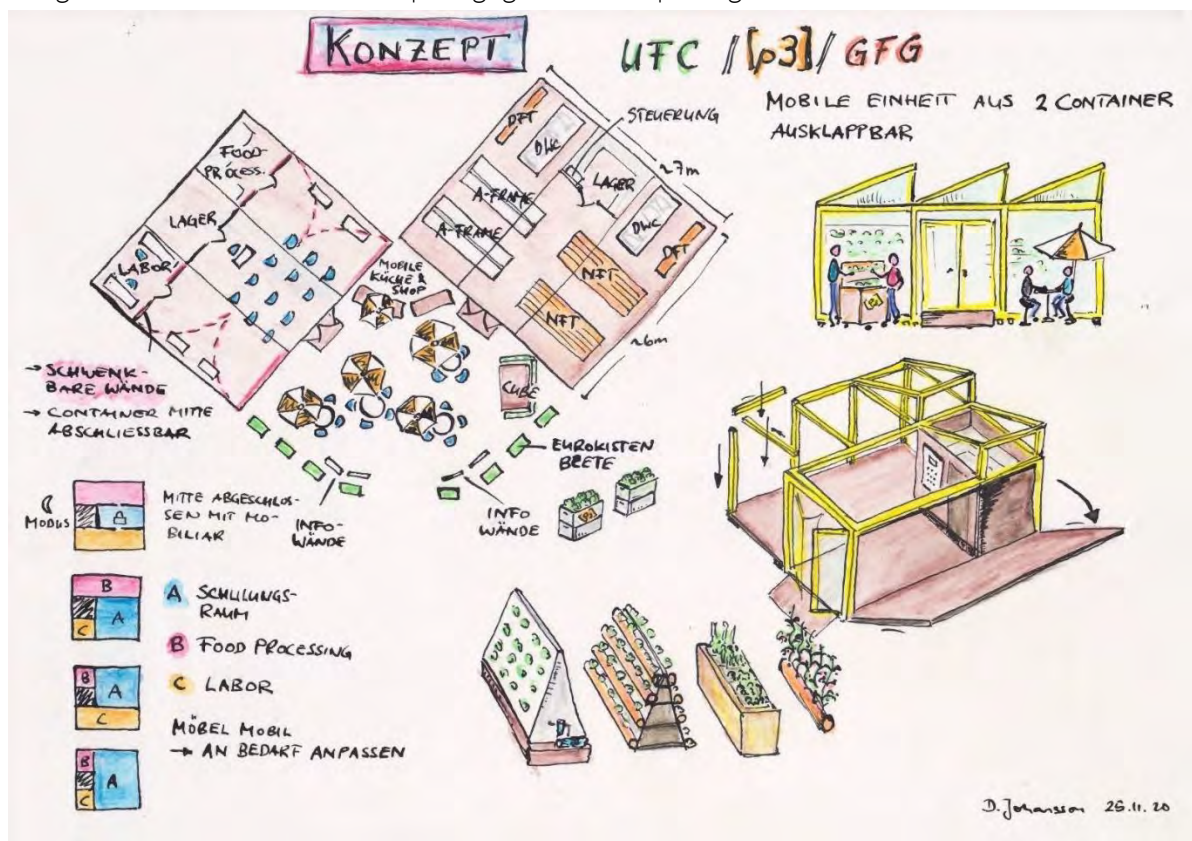 KONZEPT
UFC / [p3] / GFG
MOBILE EINHEIT AUS 2 CONTAINER
AUSKLAPPBAR
STEUERUNG
DFT
DWC
LAGER
~7m
A-FRAME
A-FRAME
DWC
DFT
NFT
NFT
~6m
FOOD-
PROCESS.
LAGER
LABOR
MOBILE
KÜCHE &
SHOP
CUBE
→ SCHWENK-
BARE WÄNDE
→ CONTAINER MITTE
ABSCHLIESSBAR
EUROKISTEN
BEETE
INFO-
WÄNDE
INFO
WÄNDE
MODUS
MITTE ABGESCHLOS-
SEN MIT MO-
BILIAR
B
A
C
A SCHULUNGS-
RAUM
B FOOD PROCESSING
B
A
C
C LABOR
MÖBEL MOBIL
→ AN BEDARF ANPASSEN
B
A
C
D. Johansson 25.11.20